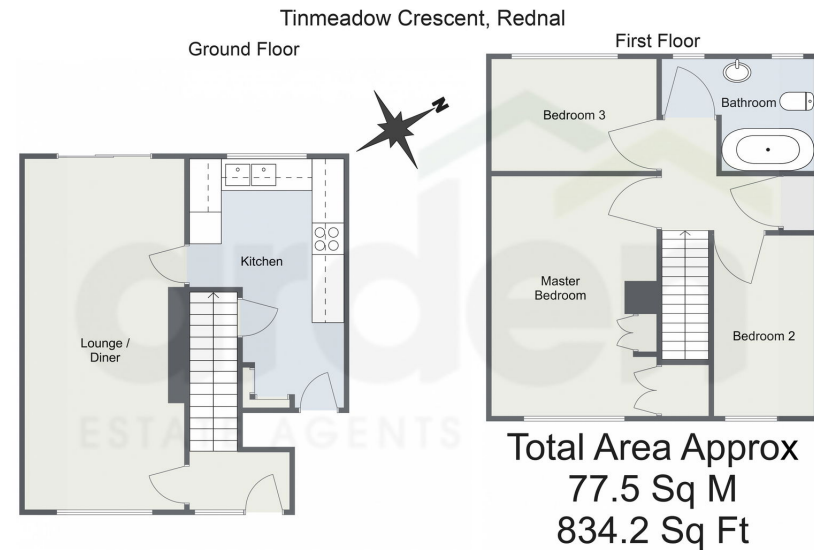 Tinmeadow Crescent, Rednal
Ground Floor
First Floor
N
Bedroom 3
Bathroom
Kitchen
Master
Bedroom
Lounge /
Diner
Bedroom 2
arden
ESTATE AGENTS
Total Area Approx
77.5 Sq M
834.2 Sq Ft